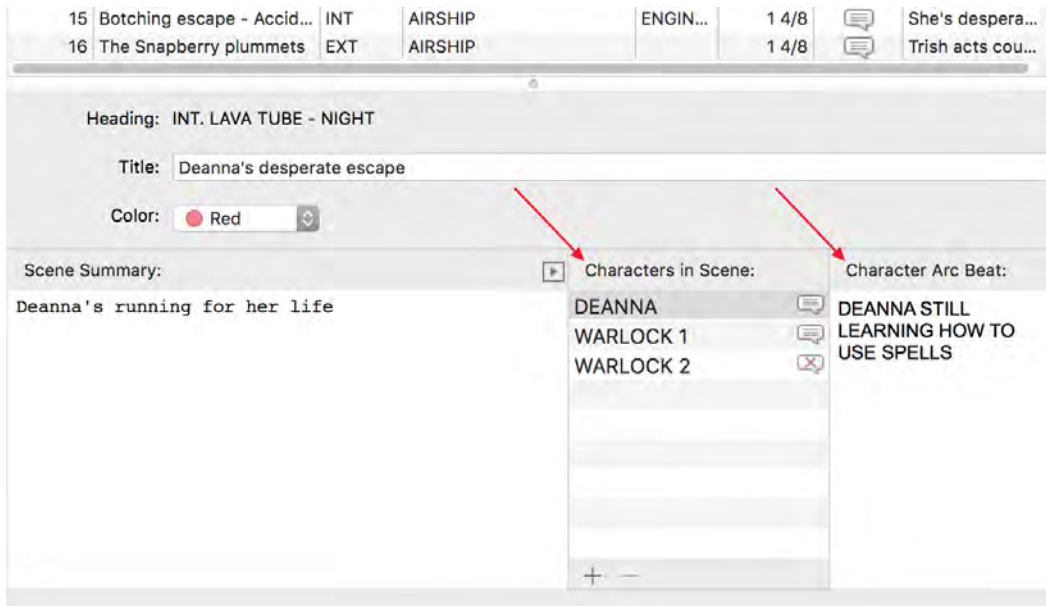 15 Botching escape - Accid... INT AIRSHIP ENGIN... 1 4/8 She's despera...
16 The Snapberry plummets EXT AIRSHIP 1 4/8 Trish acts cou...
Heading: INT. LAVA TUBE - NIGHT
Title: Deanna's desperate escape
Color: Red
Scene Summary: Characters in Scene: Character Arc Beat:
Deanna's running for her life
DEANNA
WARLOCK 1
WARLOCK 2
DEANNA STILL
LEARNING HOW TO
USE SPELLS